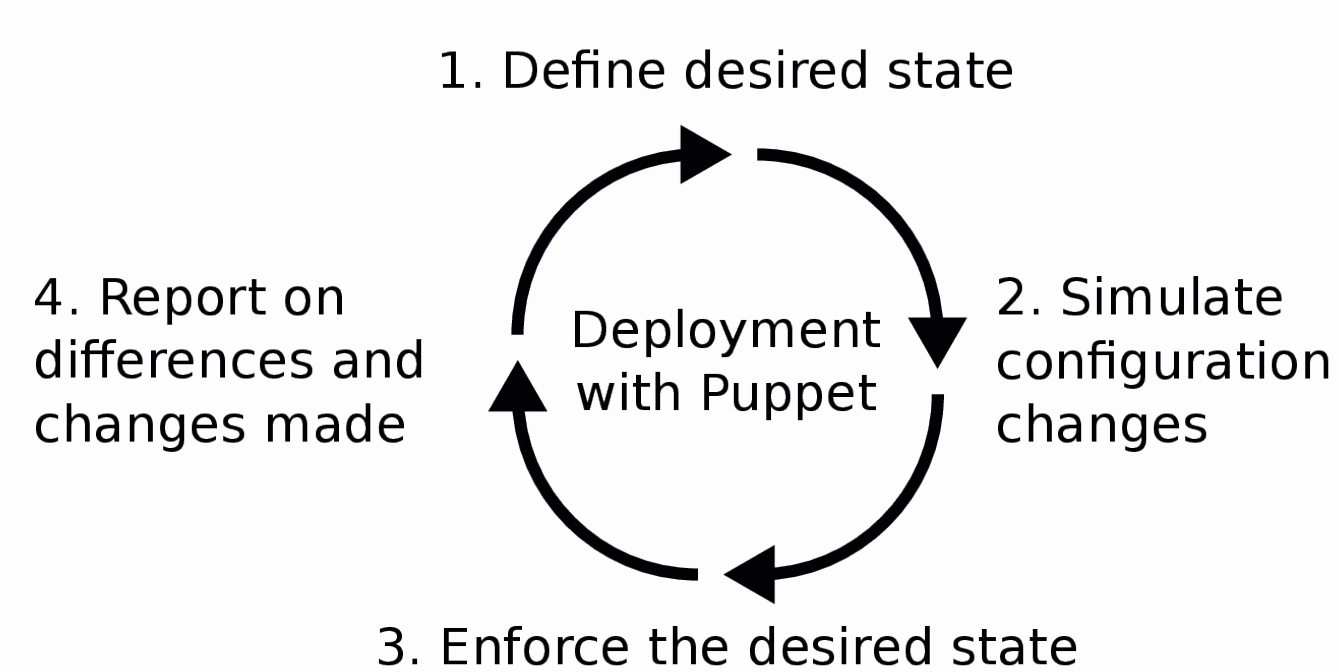 1. Define desired state
2. Simulate
configuration
changes
3. Enforce the desired state
4. Report on
differences and
changes made
Deployment
with Puppet